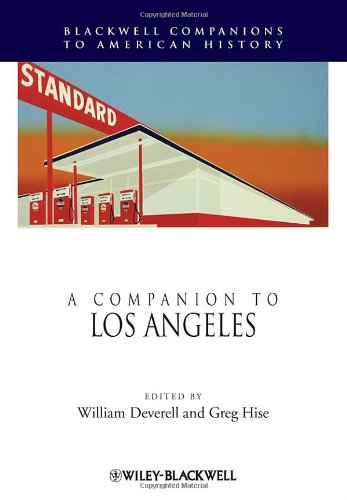 BLACKWELL COMPANIONS
TO AMERICAN HISTORY
STANDARD
A COMPANION TO
LOS ANGELES
EDITED BY
William Deverell and Greg Hise
WILEY-BLACKWELL